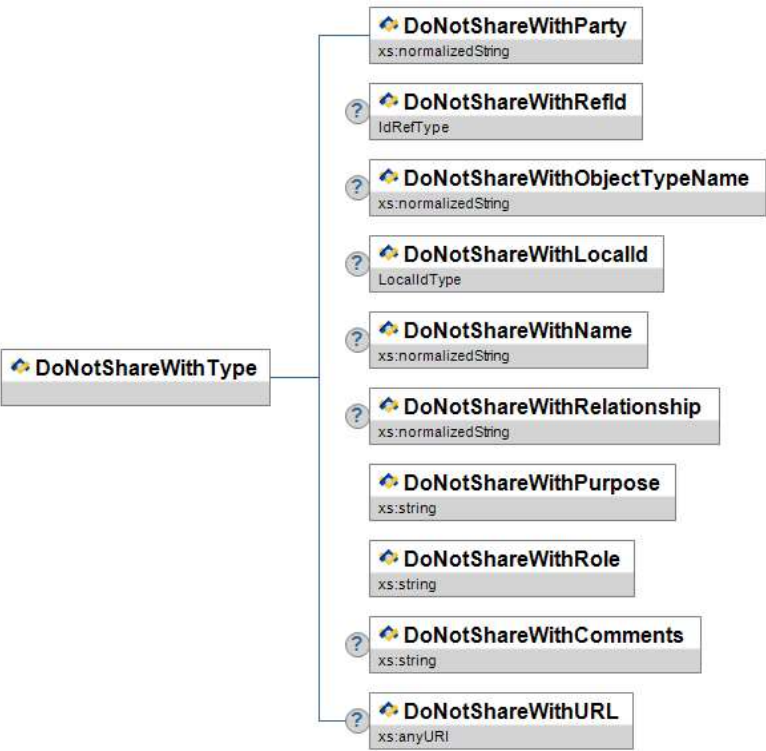 DoNotShareWithParty
xs:normalizedString
?
DoNotShareWithRefId
IdRefType
?
DoNotShareWithObjectTypeName
xs:normalizedString
?
DoNotShareWithLocalId
LocalIdType
?
DoNotShareWithName
xs:normalizedString
DoNotShareWithType
?
DoNotShareWithRelationship
xs:normalizedString
DoNotShareWithPurpose
xs:string
DoNotShareWithRole
xs:string
?
DoNotShareWithComments
xs:string
?
DoNotShareWithURL
xs:anyURI